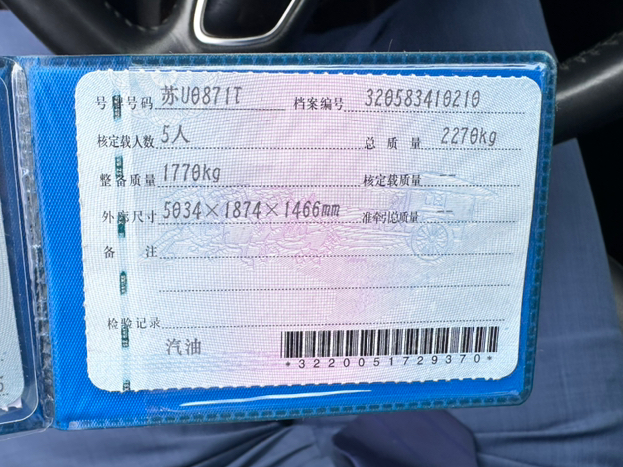 号牌号码 苏U0871T 档案编号 320583410210
核定载人数 5人 总质量 2270kg
整备质量 1770kg 核定载质量 --
外廓尺寸 5034×1874×1466mm 准牵引总质量 --
备注
检验记录
汽油
*3220051729370*